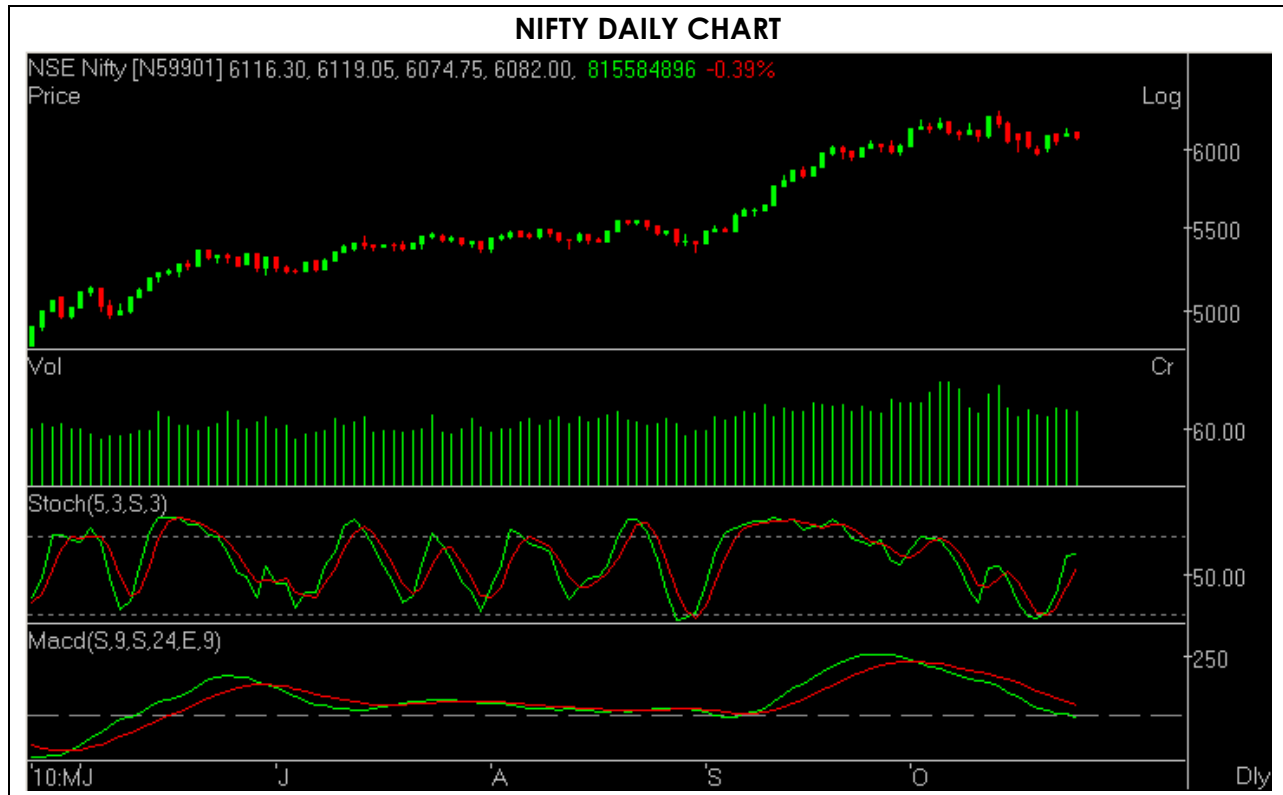 NIFTY DAILY CHART
NSE Nifty [N59901] 6116.30, 6119.05, 6074.75, 6082.00, 815584896 -0.39%
Price Log
6000
5500
5000
Vol Cr
60.00
Stoch(5,3,S,3)
50.00
Macd(S,9,S,24,E,9)
250
'10:MJ 'J 'A 'S 'O Dly